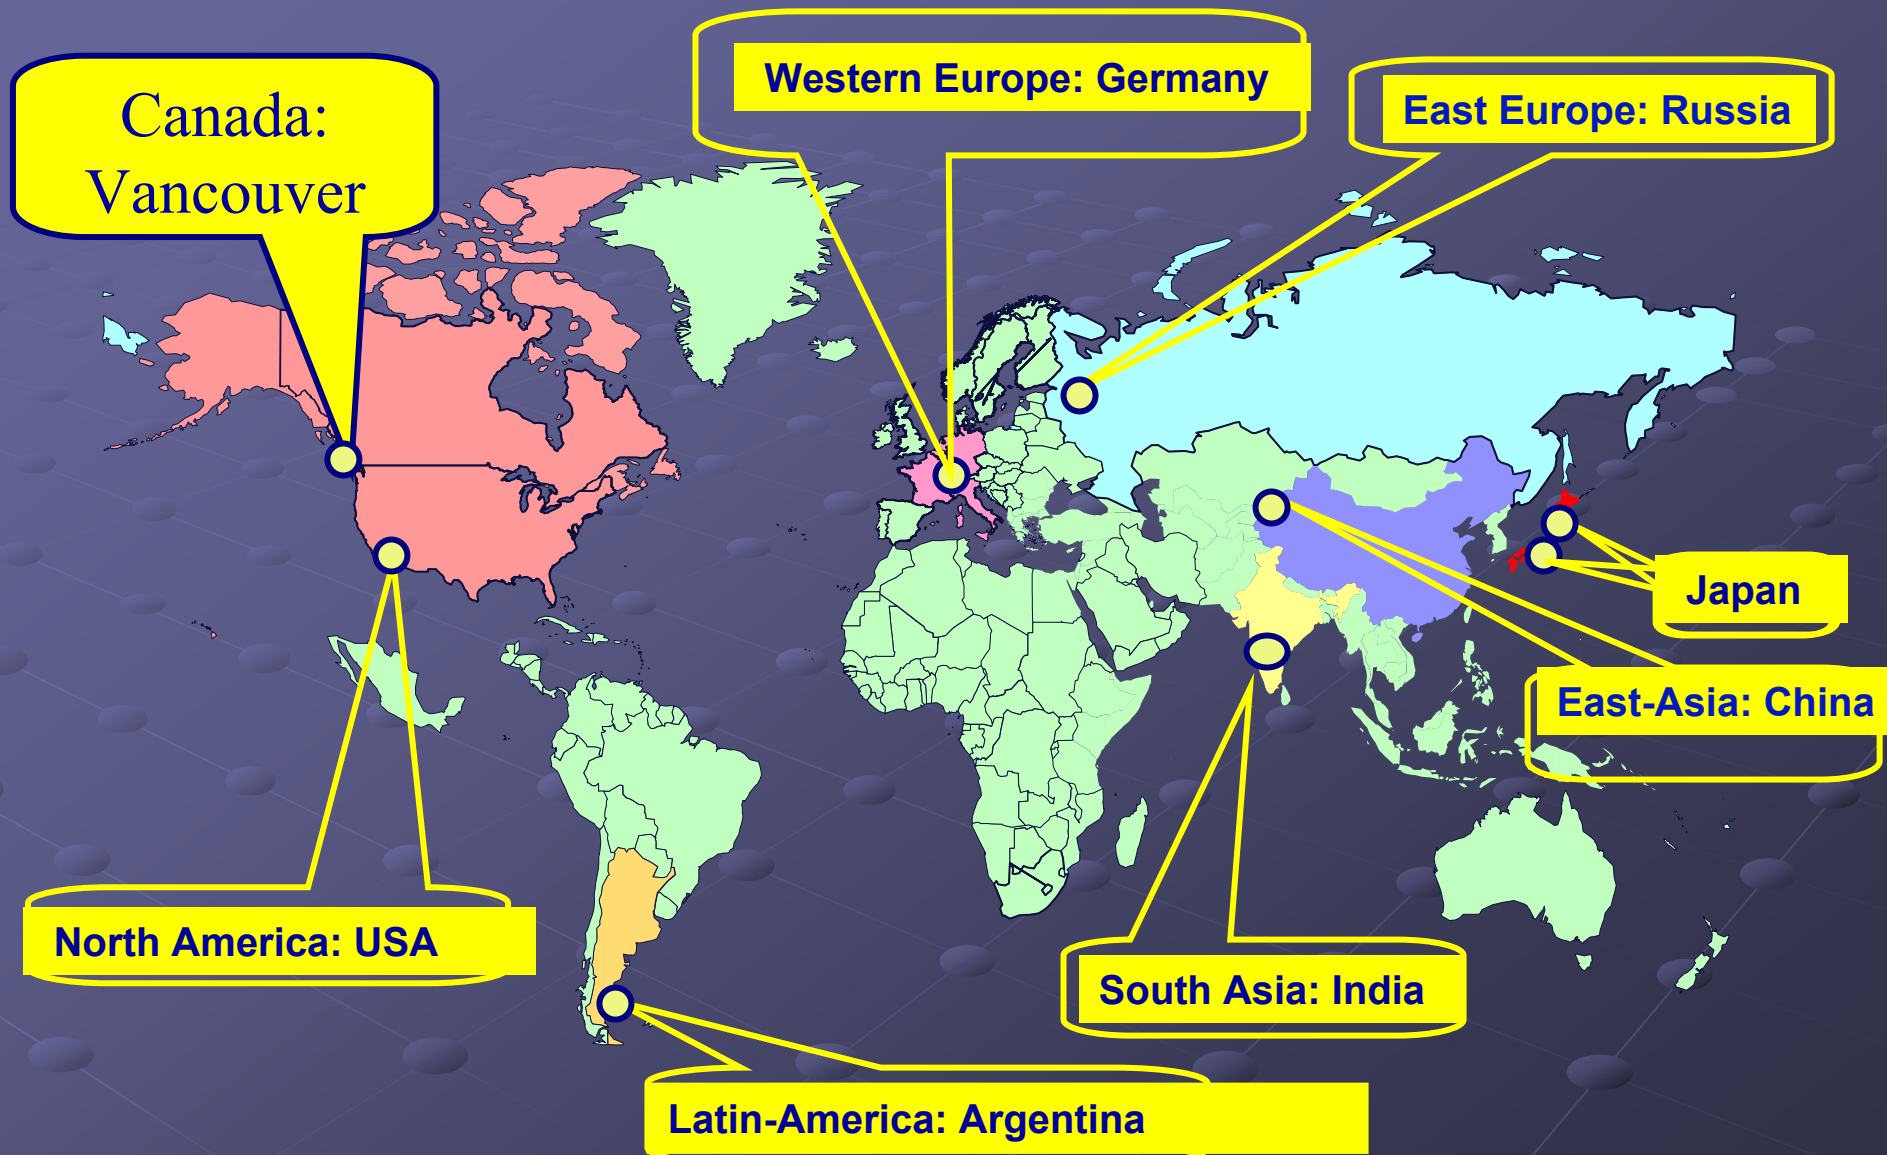 Western Europe: Germany
Canada:
Vancouver
East Europe: Russia
Japan
East-Asia: China
North America: USA
South Asia: India
Latin-America: Argentina